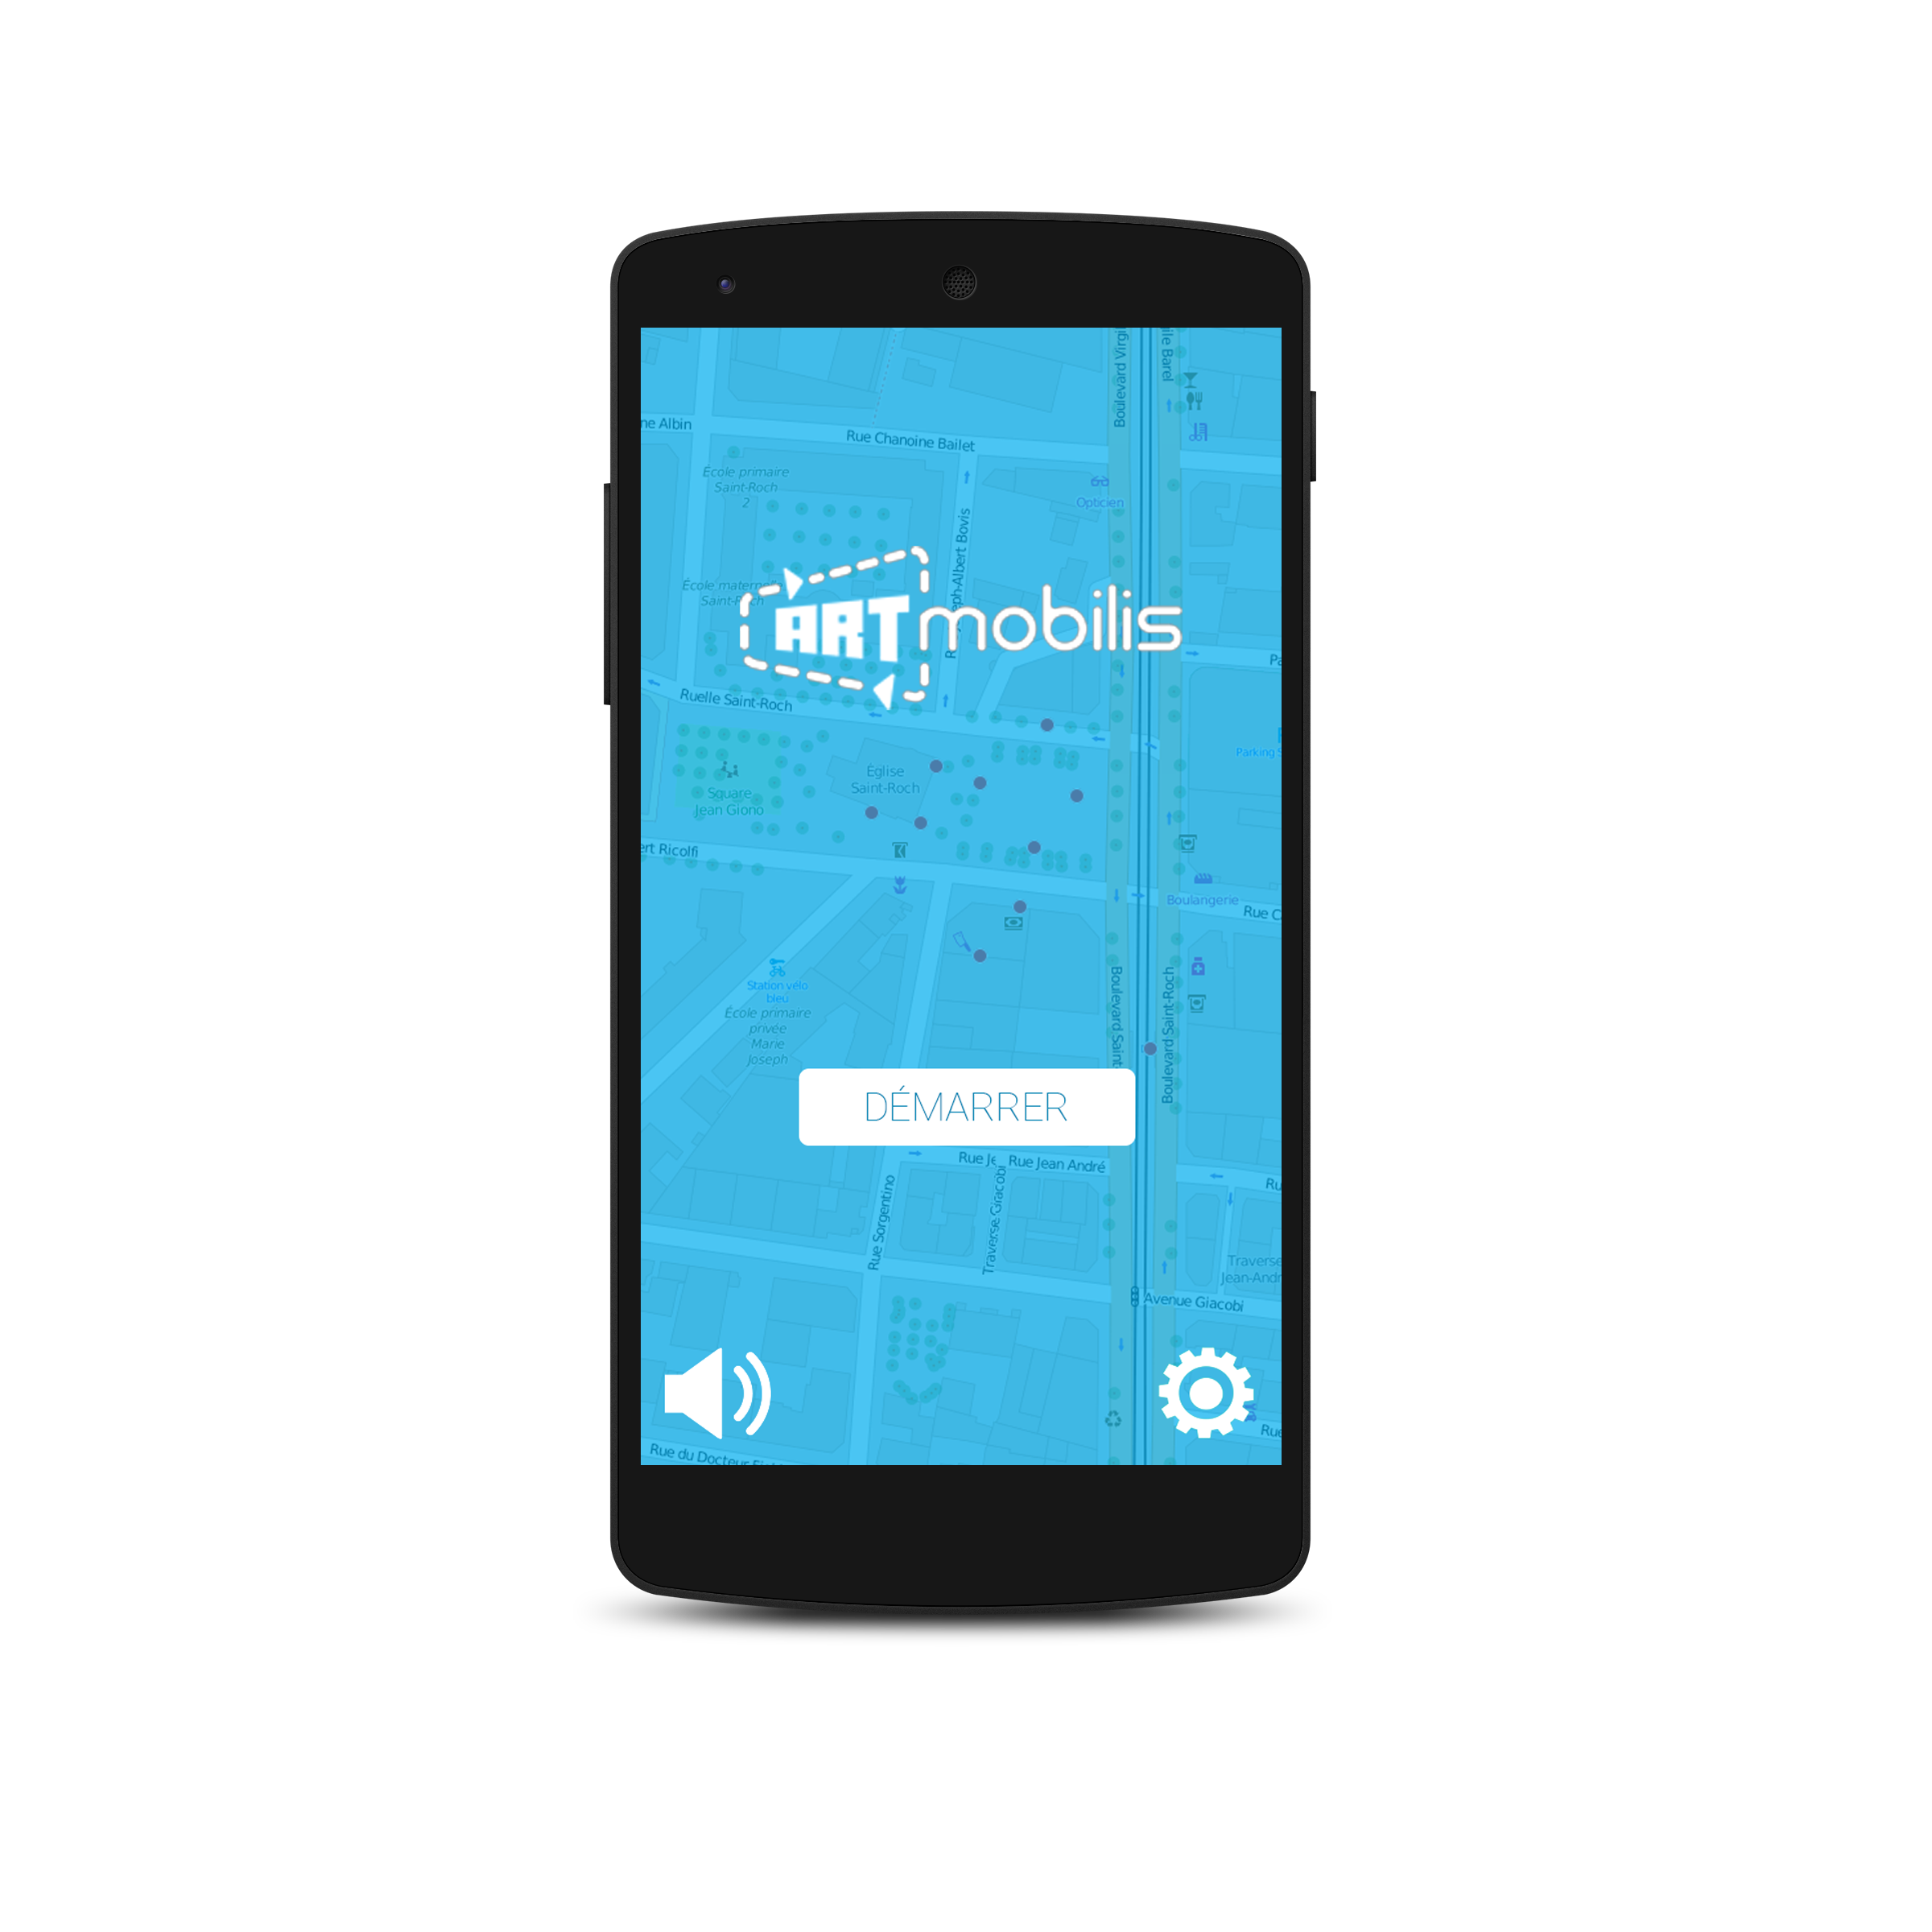 Boulevard Virgi
ile Barel
ne Albin
Rue Chanoine Bailet
École primaire
Saint-Roch
2
Opticien
École maternelle
Saint-Roch
ph-Albert Bovis
ART mobilis
Pa
Ruelle Saint-Roch
Parking S
Église
Saint-Roch
Square
Jean Giono
ert Ricolfi
Boulangerie
Rue C
Station vélo
bleu
École primaire
privée
Marie
Joseph
Boulevard Saint
Boulevard Saint-Roch
DÉMARRER
Rue Je
Rue Jean André
Ru
Rue Sorgentino
Traverse Giacobi
Traverse
Jean-Andr
Avenue Giacobi
Rue
Rue du Docteur